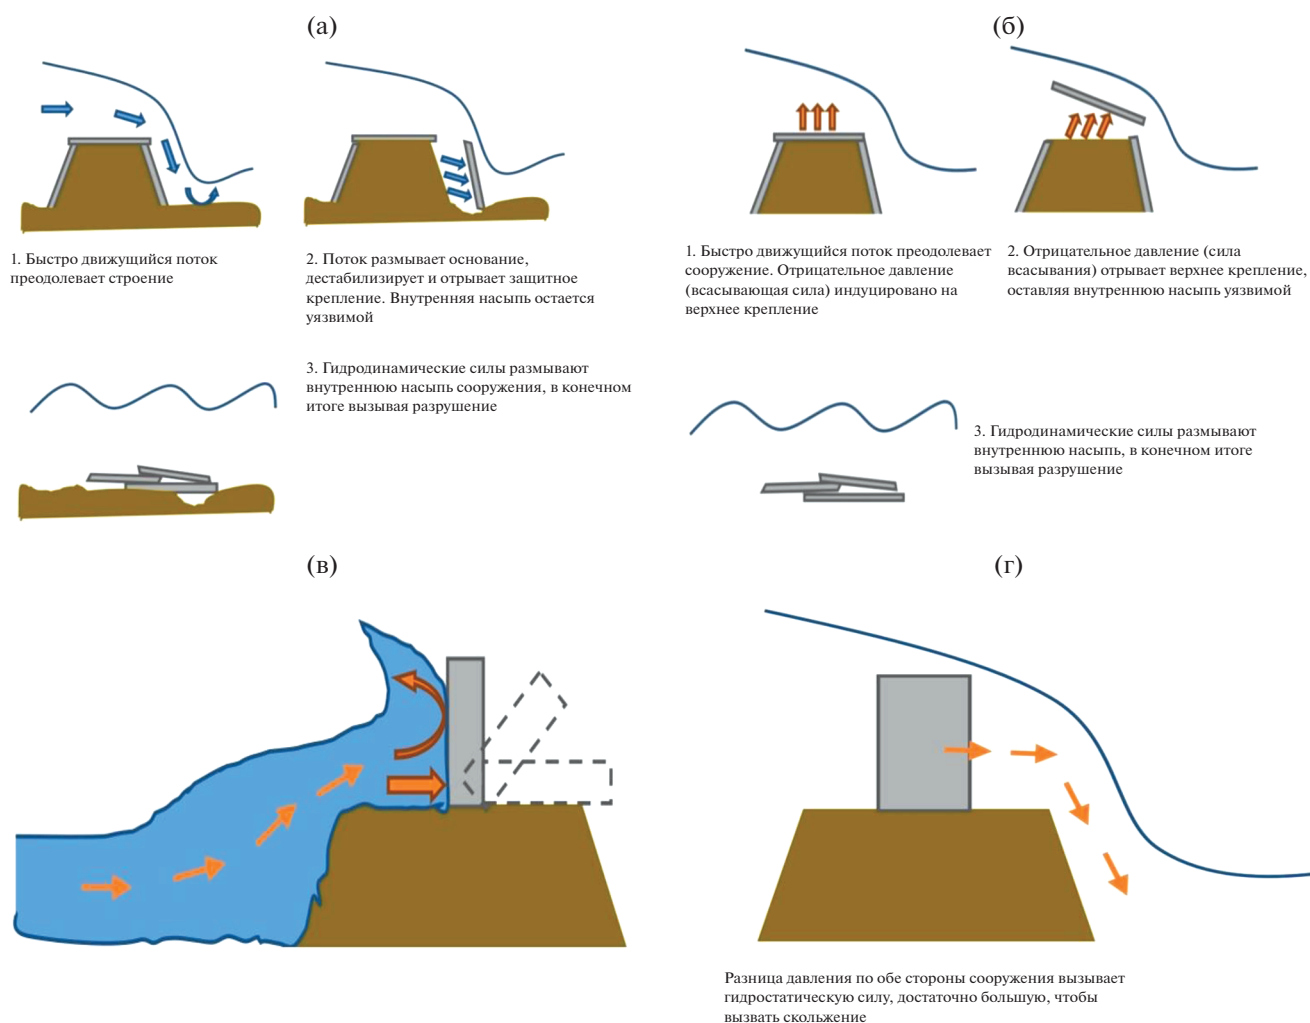 (а)
1. Быстро движущийся поток
преодолевает строение
2. Поток размывает основание,
дестабилизирует и отрывает защитное
крепление. Внутренняя насыпь остается
уязвимой
3. Гидродинамические силы размывают
внутреннюю насыпь сооружения, в конечном
итоге вызывая разрушение
(б)
1. Быстро движущийся поток преодолевает
сооружение. Отрицательное давление
(всасывающая сила) индуцировано на
верхнее крепление
2. Отрицательное давление (сила
всасывания) отрывает верхнее крепление,
оставляя внутреннюю насыпь уязвимой
3. Гидродинамические силы размывают
внутреннюю насыпь, в конечном итоге
вызывая разрушение
(в)
(г)
Разница давления по обе стороны сооружения вызывает
гидростатическую силу, достаточно большую, чтобы
вызвать скольжение